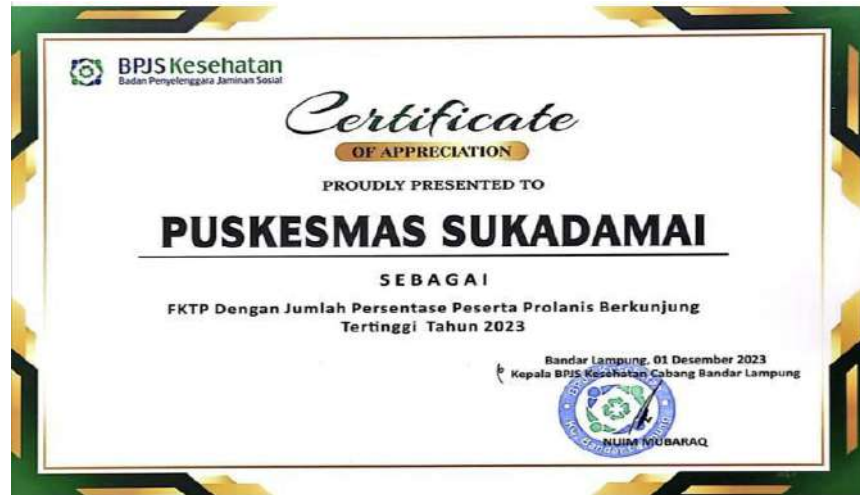 BPJS Kesehatan
Badan Penyelenggara Jaminan Sosial
Certificate
OF APPRECIATION
PROUDLY PRESENTED TO
PUSKESMAS SUKADAMAI
SEBAGAI
FKTP Dengan Jumlah Persentase Peserta Prolanis Berkunjung
Tertinggi Tahun 2023
Bandar Lampung, 01 Desember 2023
Kepala BPJS Kesehatan Cabang Bandar Lampung
NUIM MUBARAQ